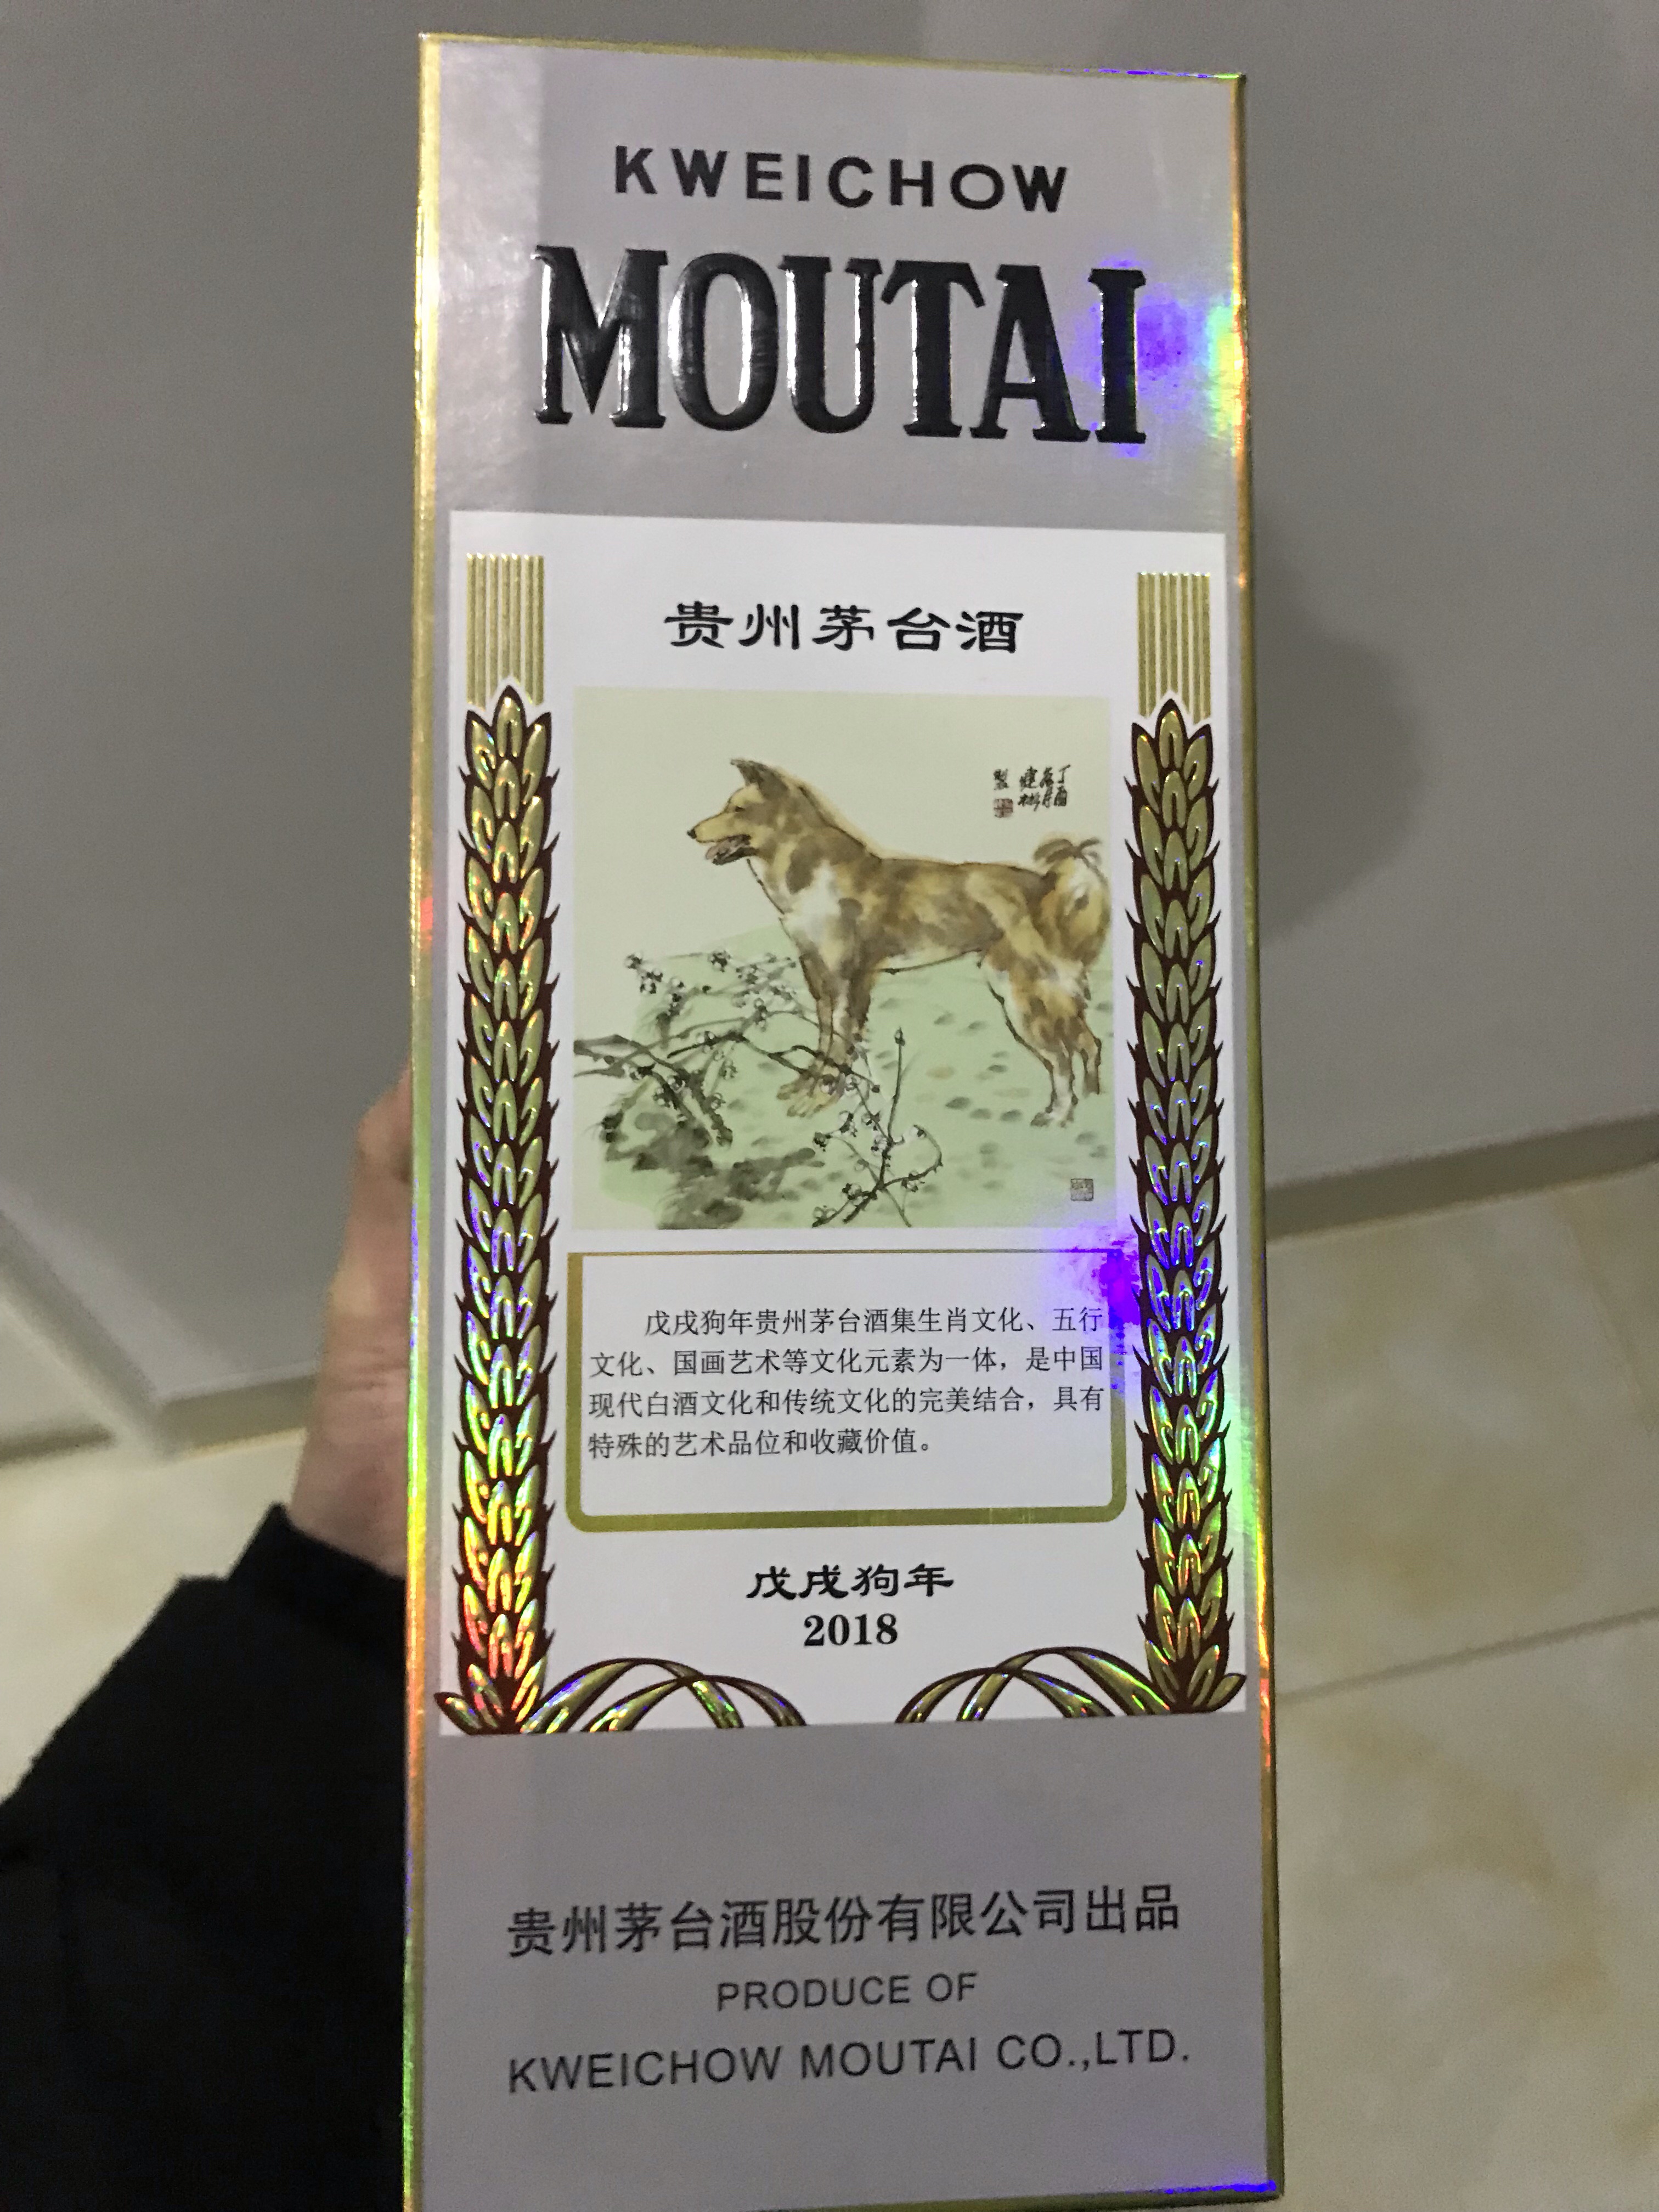 KWEICHOW
MOUTAI
贵州茅台酒
戊戌狗年贵州茅台酒集生肖文化、五行
文化、国画艺术等文化元素为一体，是中国
现代白酒文化和传统文化的完美结合，具有
特殊的艺术品位和收藏价值。
戊戌狗年
2018
贵州茅台酒股份有限公司出品
PRODUCE OF
KWEICHOW MOUTAI CO.,LTD.